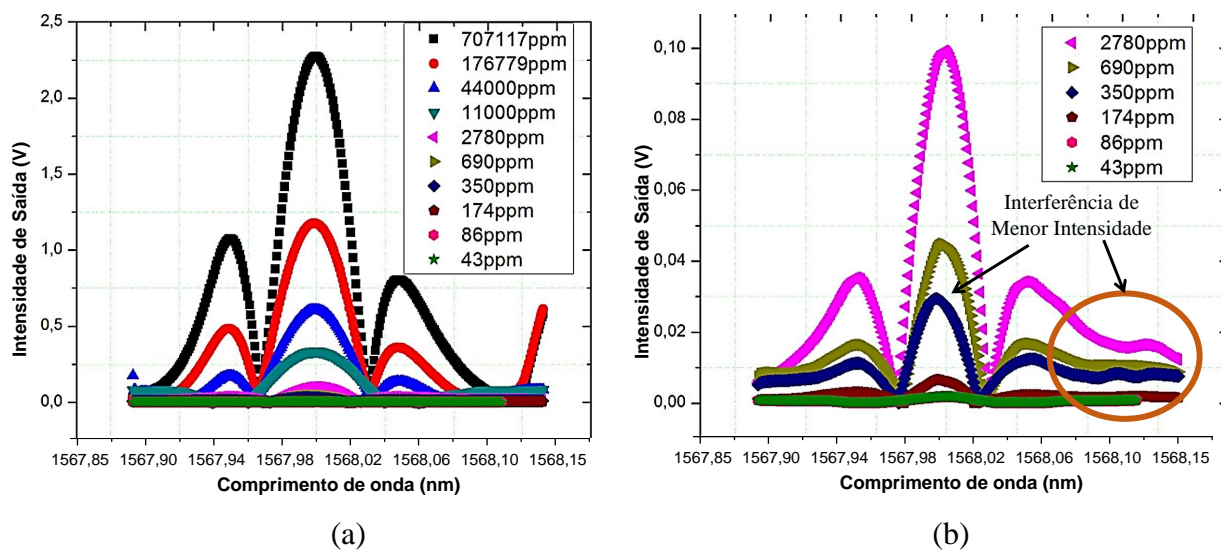 2,5
2,0
1,5
1,0
0,5
0,0
Intensidade de Saída (V)
707117ppm
176779ppm
44000ppm
11000ppm
2780ppm
690ppm
350ppm
174ppm
86ppm
43ppm
1567,85 1567,90 1567,94 1567,98 1568,02 1568,06 1568,10 1568,15
Comprimento de onda (nm)
(a)
0,10
0,08
0,06
0,04
0,02
0,00
Intensidade de Saída (V)
2780ppm
690ppm
350ppm
174ppm
86ppm
43ppm
Interferência de
Menor Intensidade
1567,85 1567,90 1567,94 1567,98 1568,02 1568,06 1568,10 1568,15
Comprimento de onda (nm)
(b)